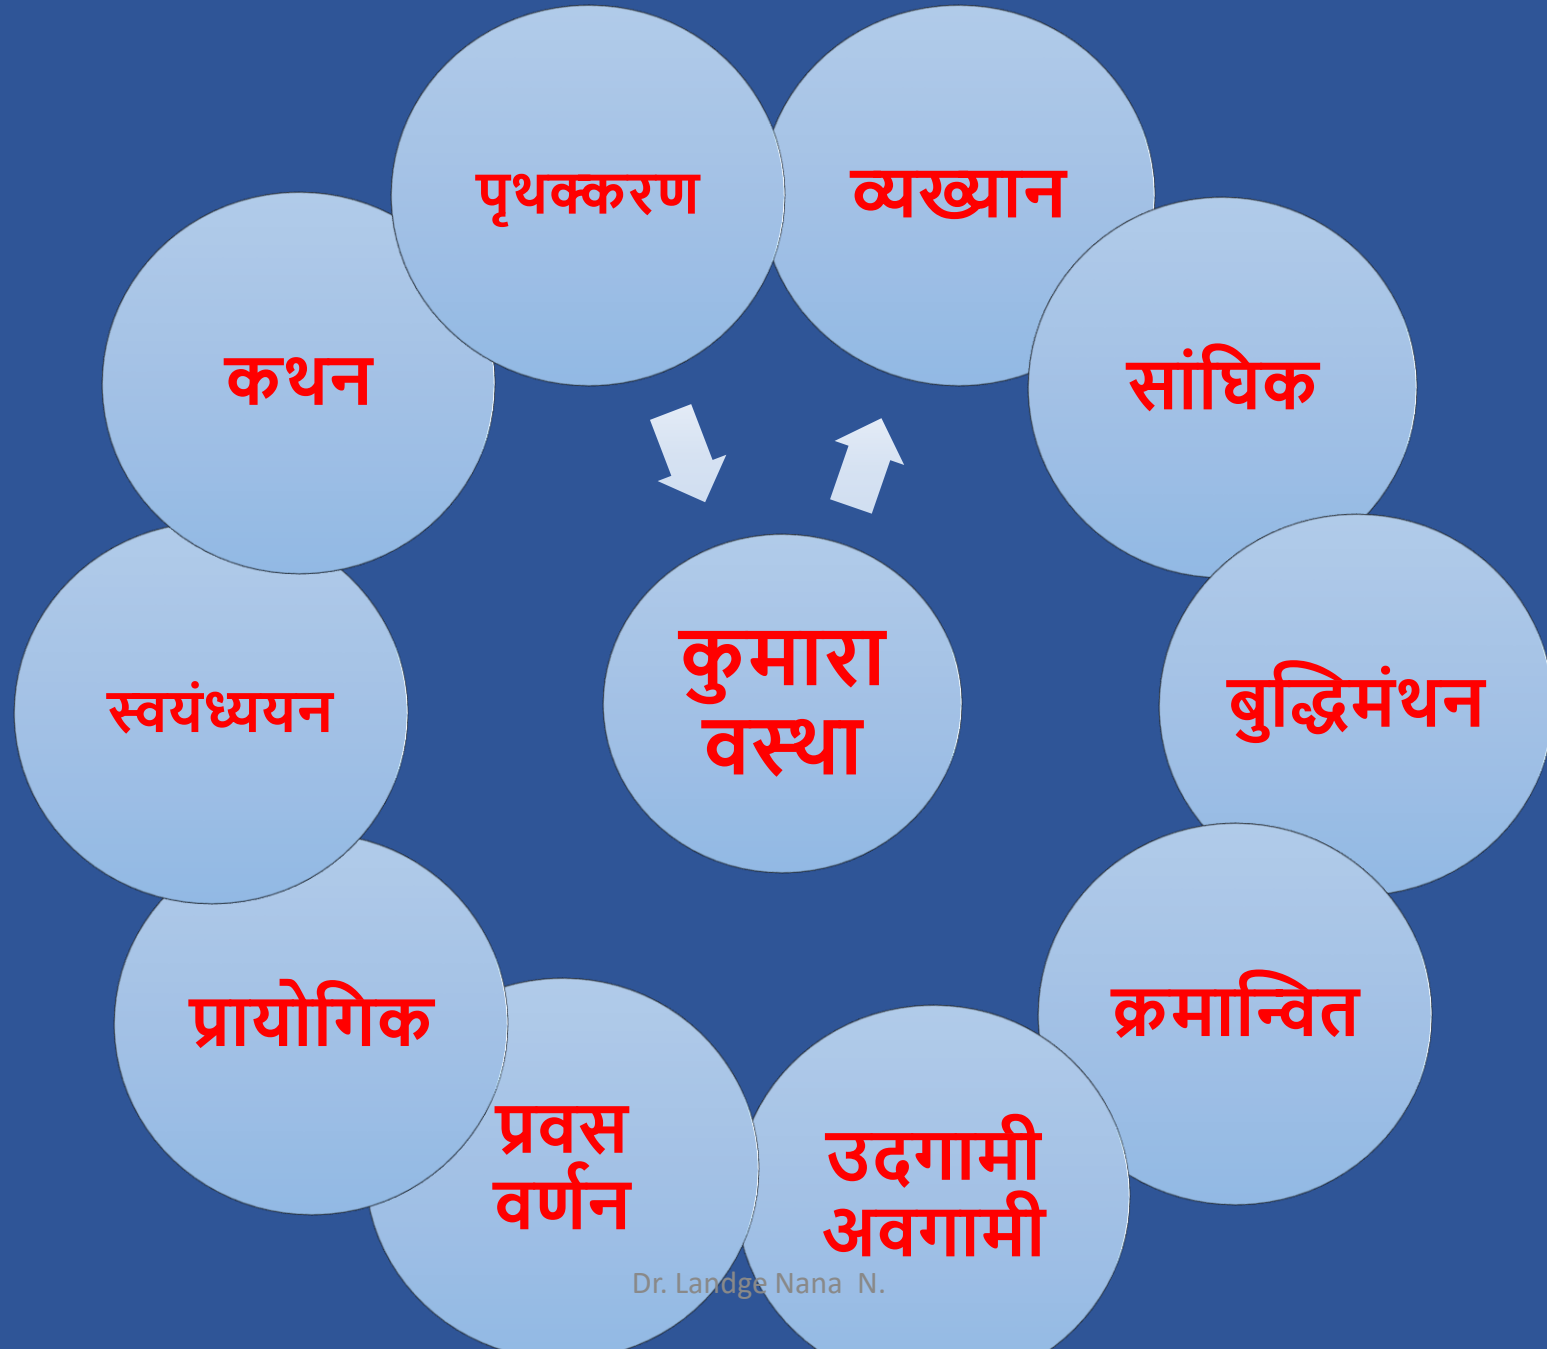 पृथक्करण
व्यख्यान
कथन
सांघिक
कुमारा
वस्था
स्वयंध्ययन
बुद्धिमंथन
प्रायोगिक
क्रमान्वित
प्रवस
वर्णन
उदगामी
अवगामी
Dr. Landge Nana N.